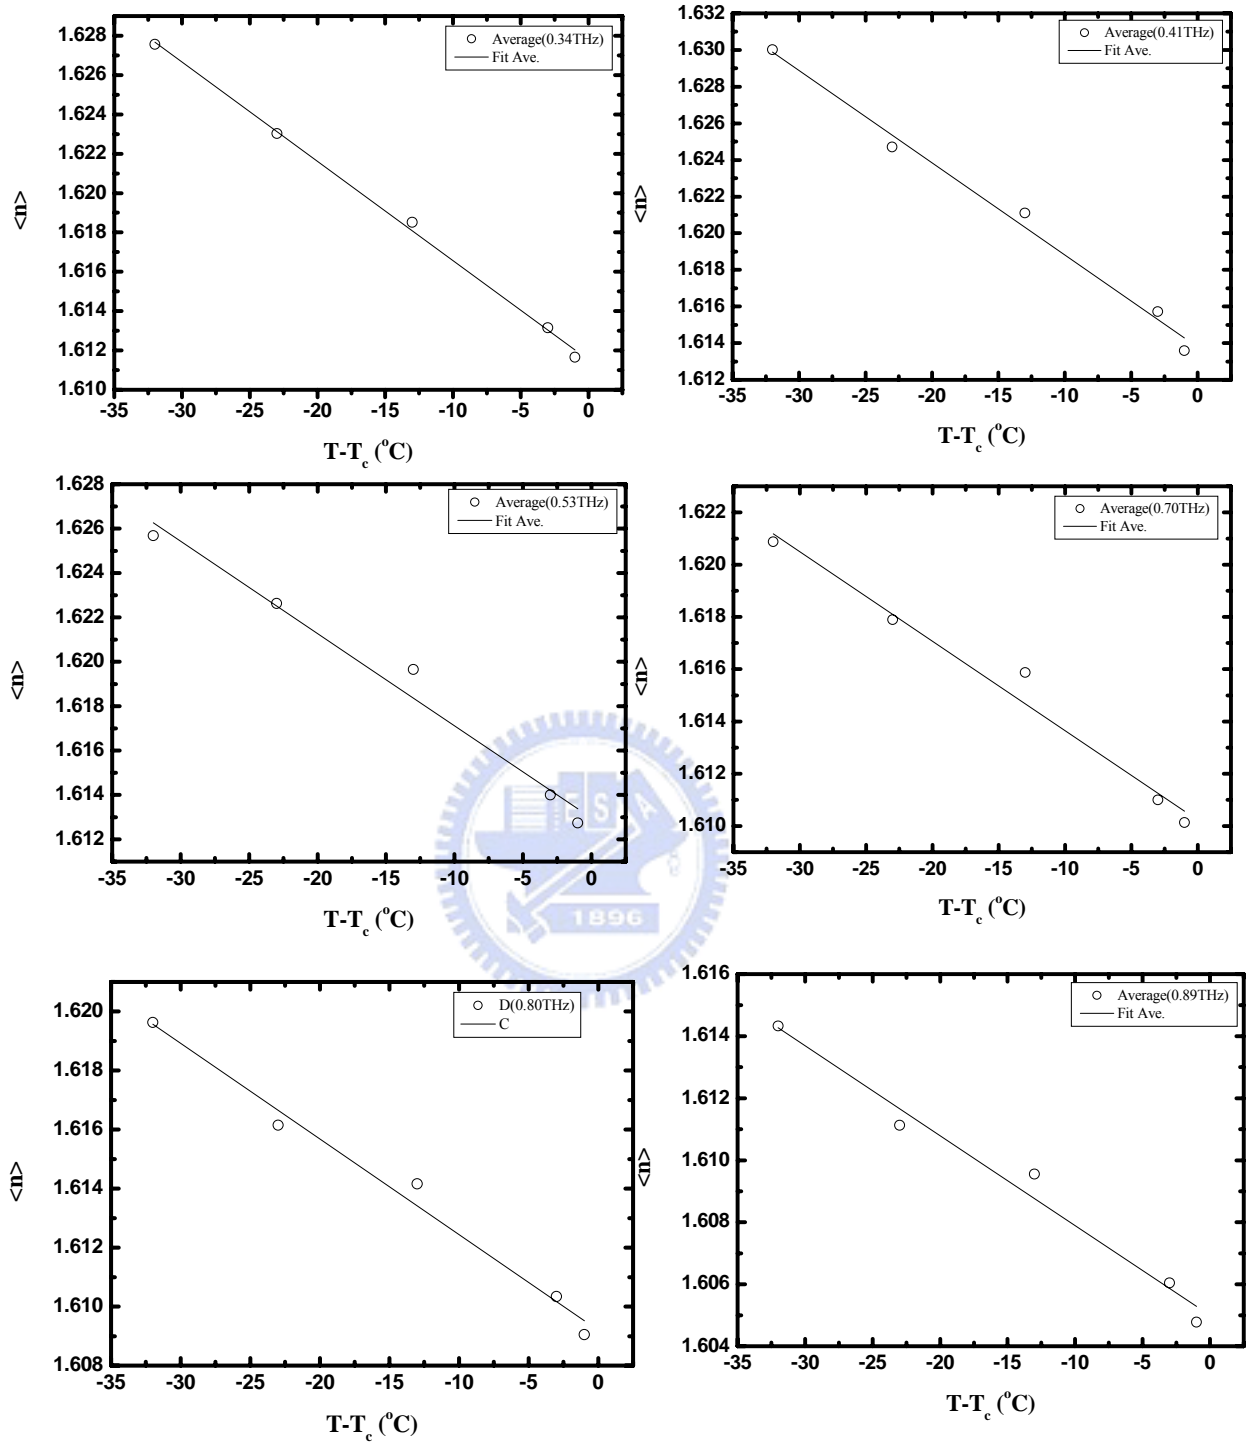 1.628
1.626
1.624
1.622
1.620
1.618
1.616
1.614
1.612
1.610
<n>
Average(0.34THz)
Fit Ave.
-35 -30 -25 -20 -15 -10 -5 0
T-Tc (oC)
1.632
1.630
1.628
1.626
1.624
1.622
1.620
1.618
1.616
1.614
1.612
<n>
Average(0.41THz)
Fit Ave.
-35 -30 -25 -20 -15 -10 -5 0
T-Tc (oC)
1.628
1.626
1.624
1.622
1.620
1.618
1.616
1.614
1.612
<n>
Average(0.53THz)
Fit Ave.
-35 -30 -25 -20 -15 -10 -5 0
T-Tc (oC)
1.622
1.620
1.618
1.616
1.614
1.612
1.610
<n>
Average(0.70THz)
Fit Ave.
-35 -30 -25 -20 -15 -10 -5 0
T-Tc (oC)
ESA
1896
1.620
1.618
1.616
1.614
1.612
1.610
1.608
<n>
D(0.80THz)
C
-35 -30 -25 -20 -15 -10 -5 0
T-Tc (oC)
1.616
1.614
1.612
1.610
1.608
1.606
1.604
<n>
Average(0.89THz)
Fit Ave.
-35 -30 -25 -20 -15 -10 -5 0
T-Tc (oC)